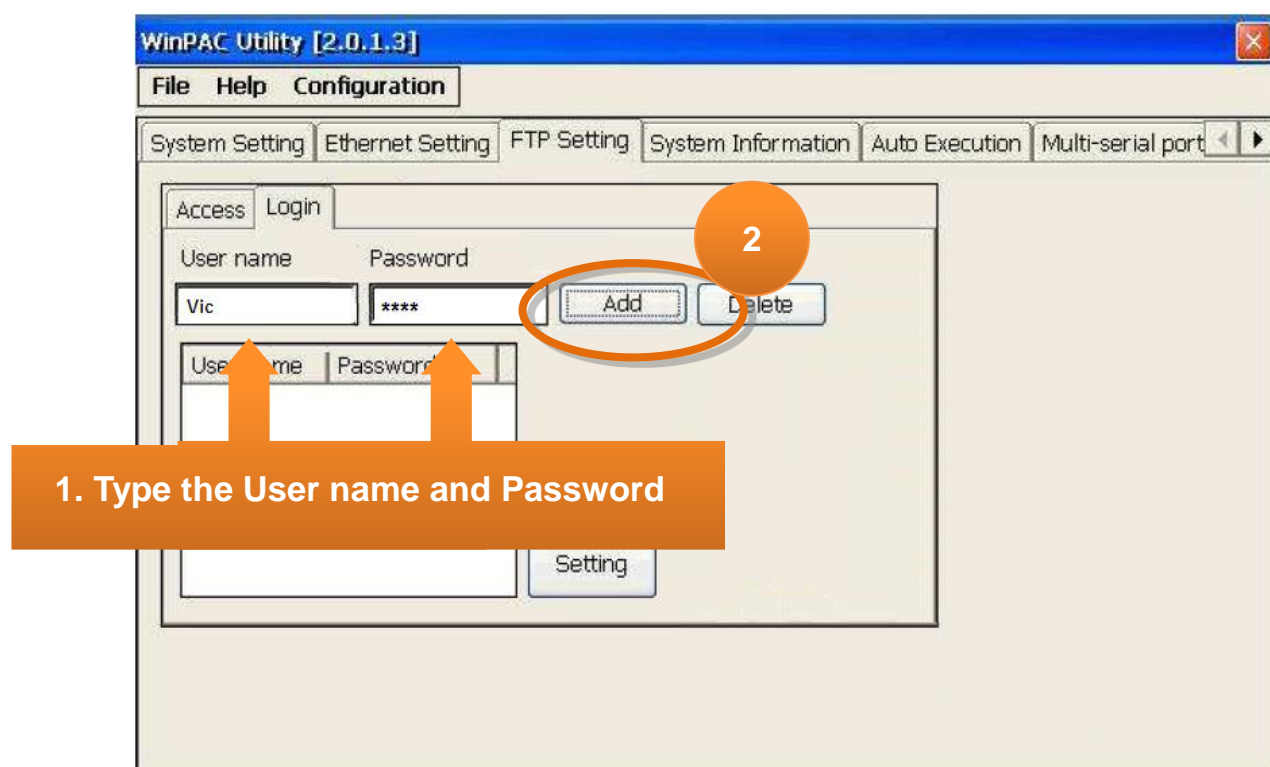 WinPAC Utility [2.0.1.3]
File Help Configuration
System Setting Ethernet Setting FTP Setting System Information Auto Execution Multi-serial port
Access Login
2
User name Password
Vic **** Add Delete
Password
1. Type the User name and Password
Setting